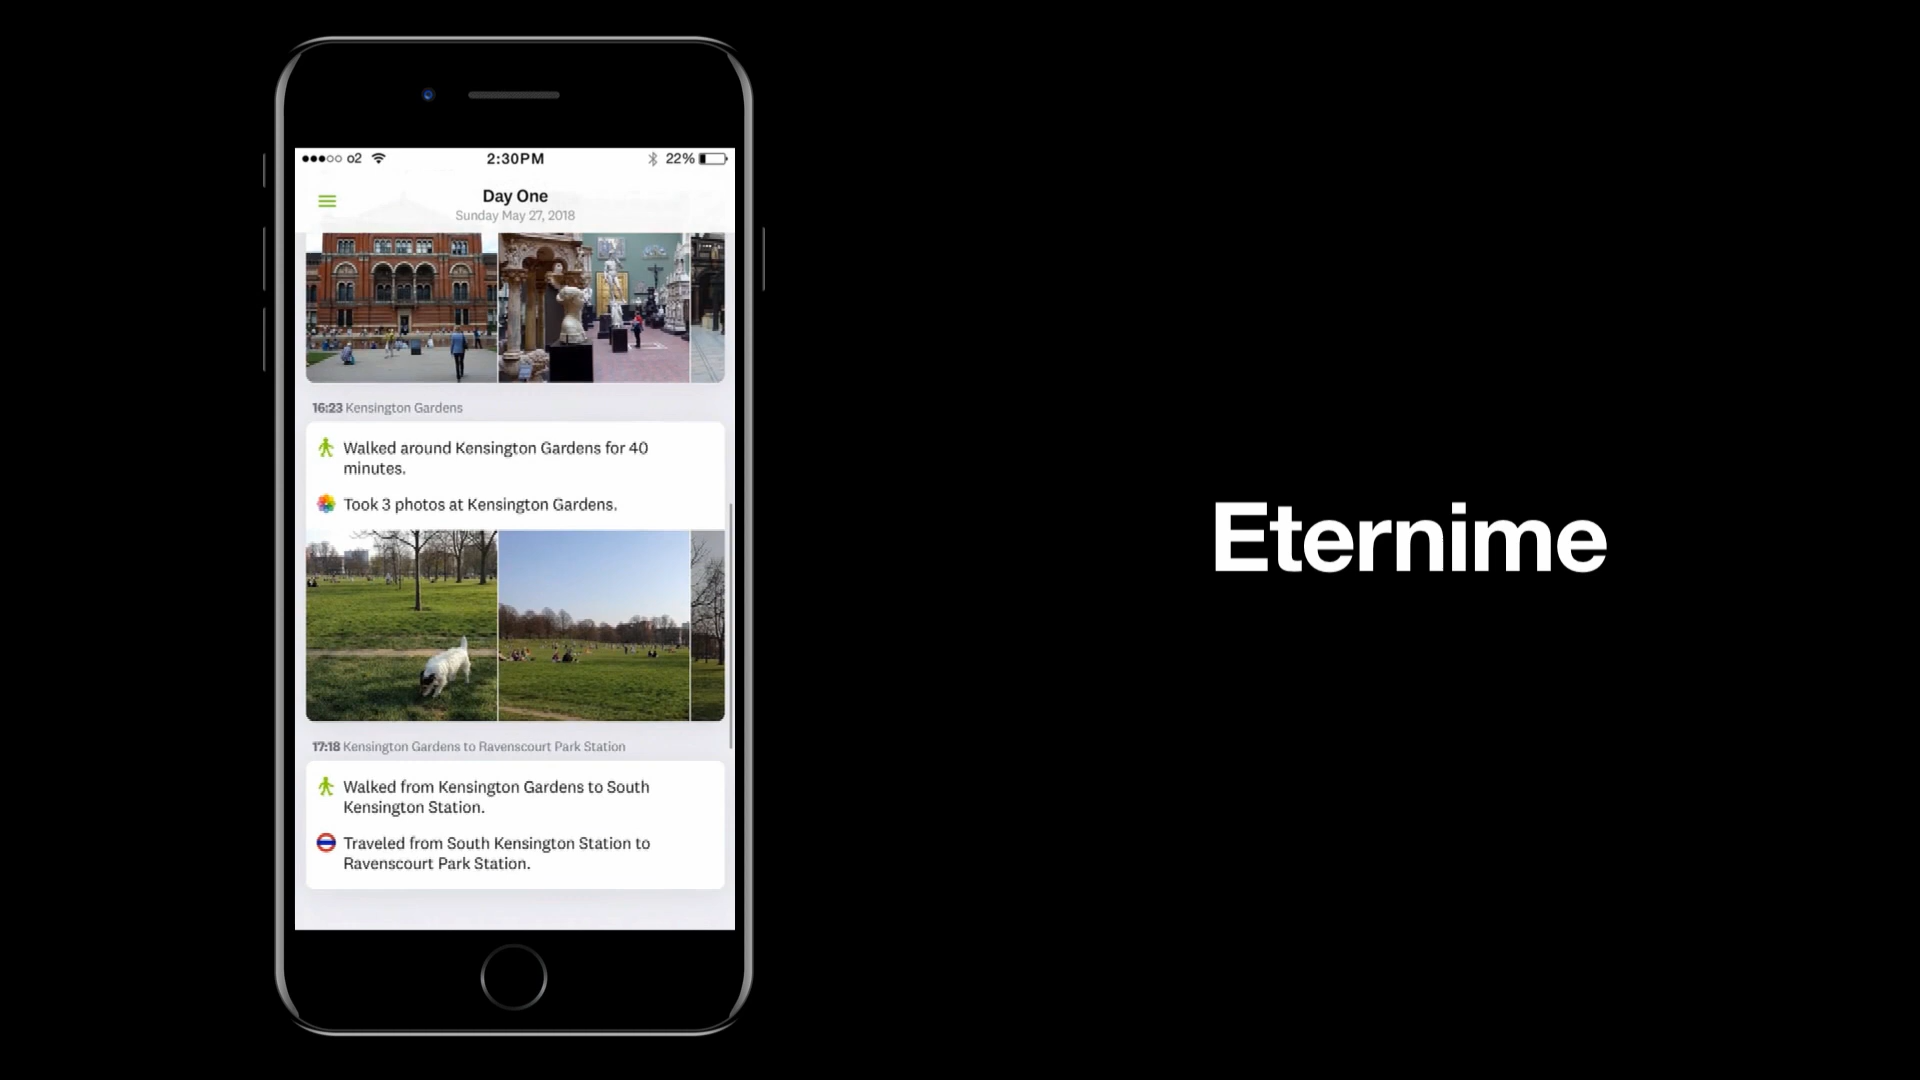 o2 2:30PM 22%
Day One
Sunday May 27, 2018
16:23 Kensington Gardens
Walked around Kensington Gardens for 40
minutes.
Took 3 photos at Kensington Gardens.
17:18 Kensington Gardens to Ravenscourt Park Station
Walked from Kensington Gardens to South
Kensington Station.
Traveled from South Kensington Station to
Ravenscourt Park Station.
Eternime